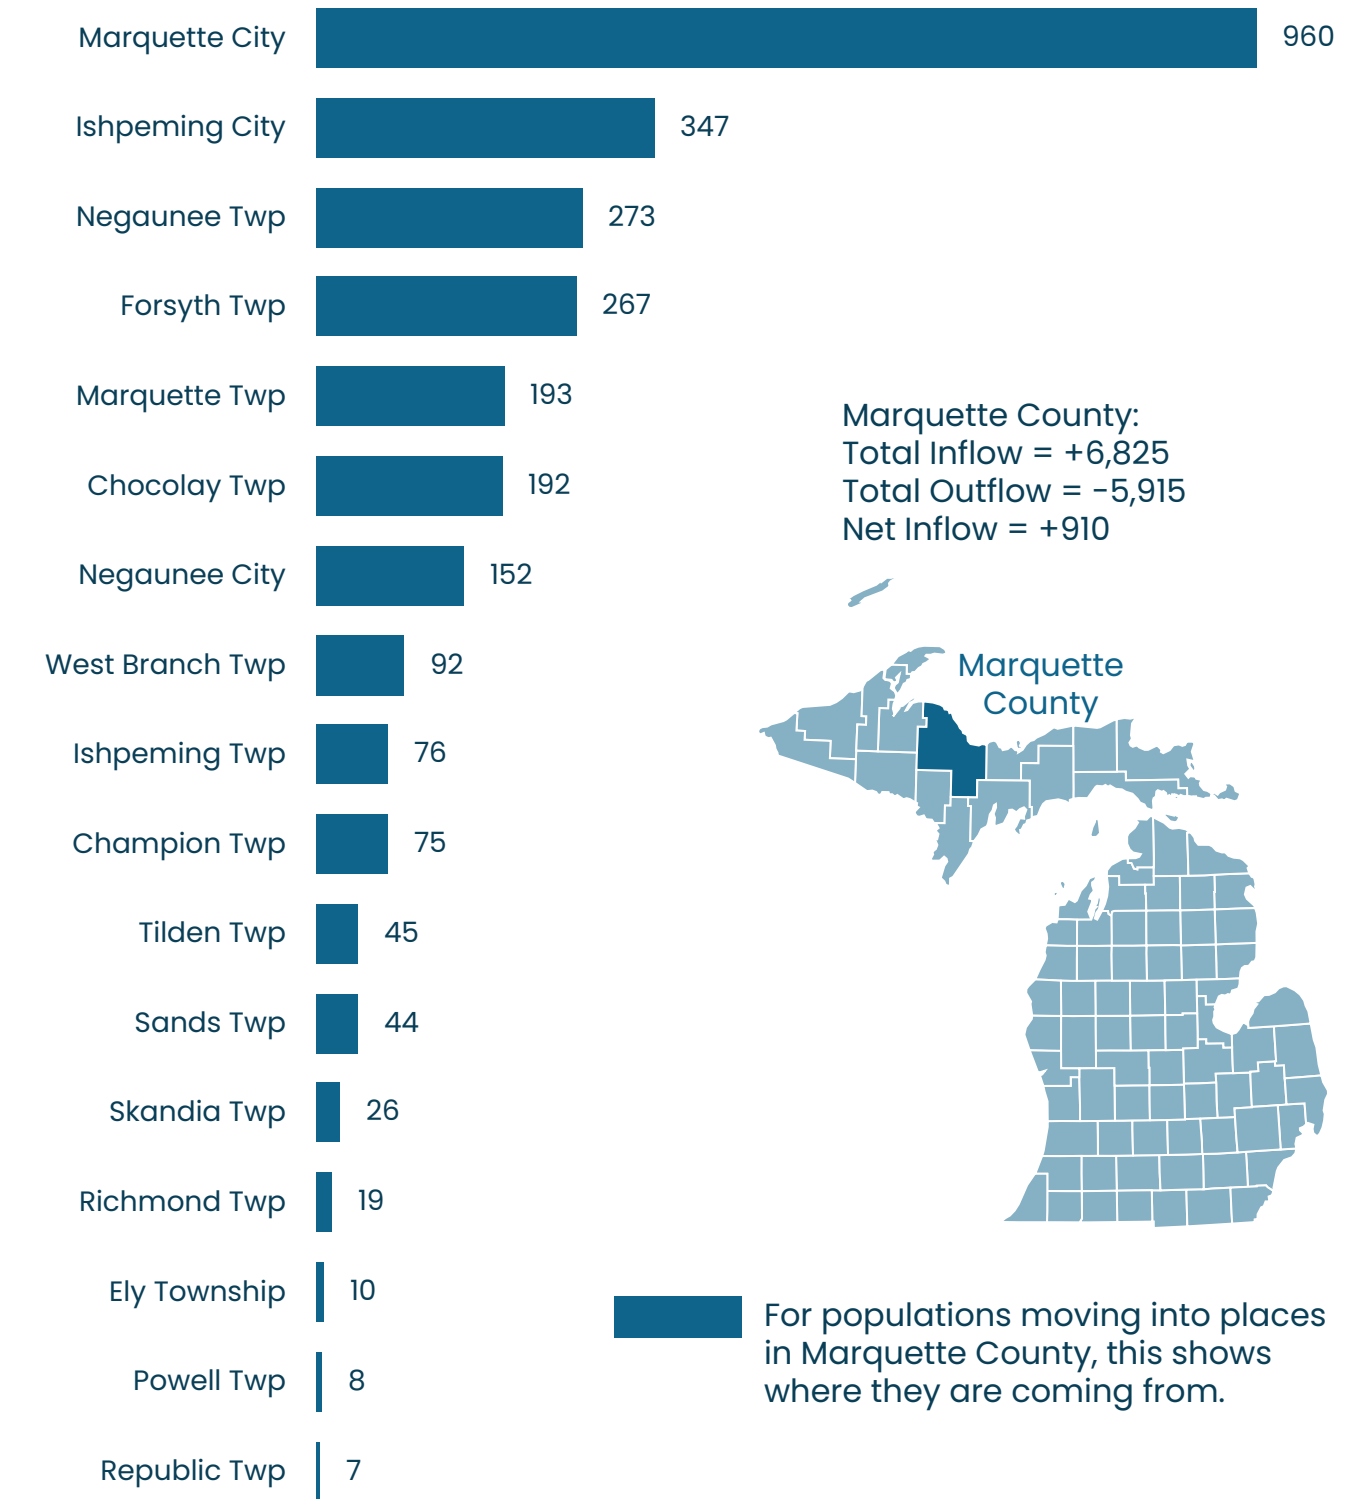 Marquette City 960
Ishpeming City 347
Negaunee Twp 273
Forsyth Twp 267
Marquette Twp 193
Chocolay Twp 192
Negaunee City 152
West Branch Twp 92
Ishpeming Twp 76
Champion Twp 75
Tilden Twp 45
Sands Twp 44
Skandia Twp 26
Richmond Twp 19
Ely Township 10
Powell Twp 8
Republic Twp 7
Marquette County:
Total Inflow = +6,825
Total Outflow = -5,915
Net Inflow = +910
Marquette
County
For populations moving into places
in Marquette County, this shows
where they are coming from.